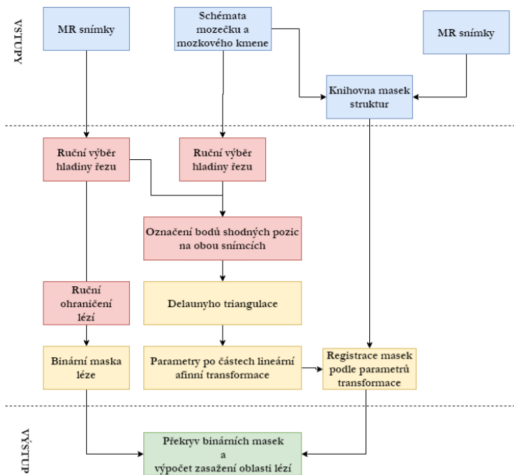 VSTUPY
MR snímky
Schémata
mozečku a
mozkového kmene
MR snímky
Knihovna masek
struktur
Ruční výběr
hladiny řezu
Ruční výběr
hladiny řezu
Označení bodů shodných pozic
na obou snímcích
Ruční
ohraničení
lézí
Delaunyho triangulace
Binární maska
léze
Parametry po částech lineární
afinní transformace
Registrace masek
podle parametrů
transformace
VÝSTUP
Překryv binárních masek
a
výpočet zasažení oblasti lézí